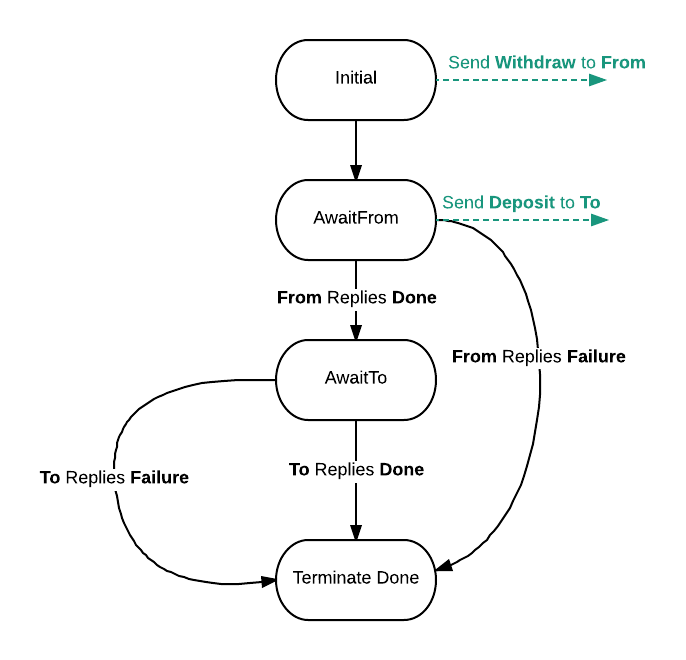 Send Withdraw to From
Initial
Send Deposit to To
AwaitFrom
From Replies Done
From Replies Failure
AwaitTo
To Replies Done
To Replies Failure
Terminate Done